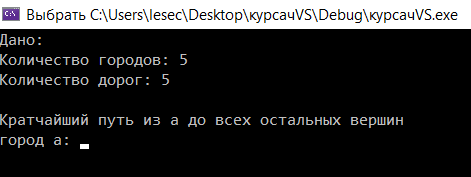 Выбрать C:\Users\lesec\Desktop\курсачVS\Debug\курсачVS.exe
Дано:
Количество городов: 5
Количество дорог: 5
Кратчайший путь из а до всех остальных вершин
город а: